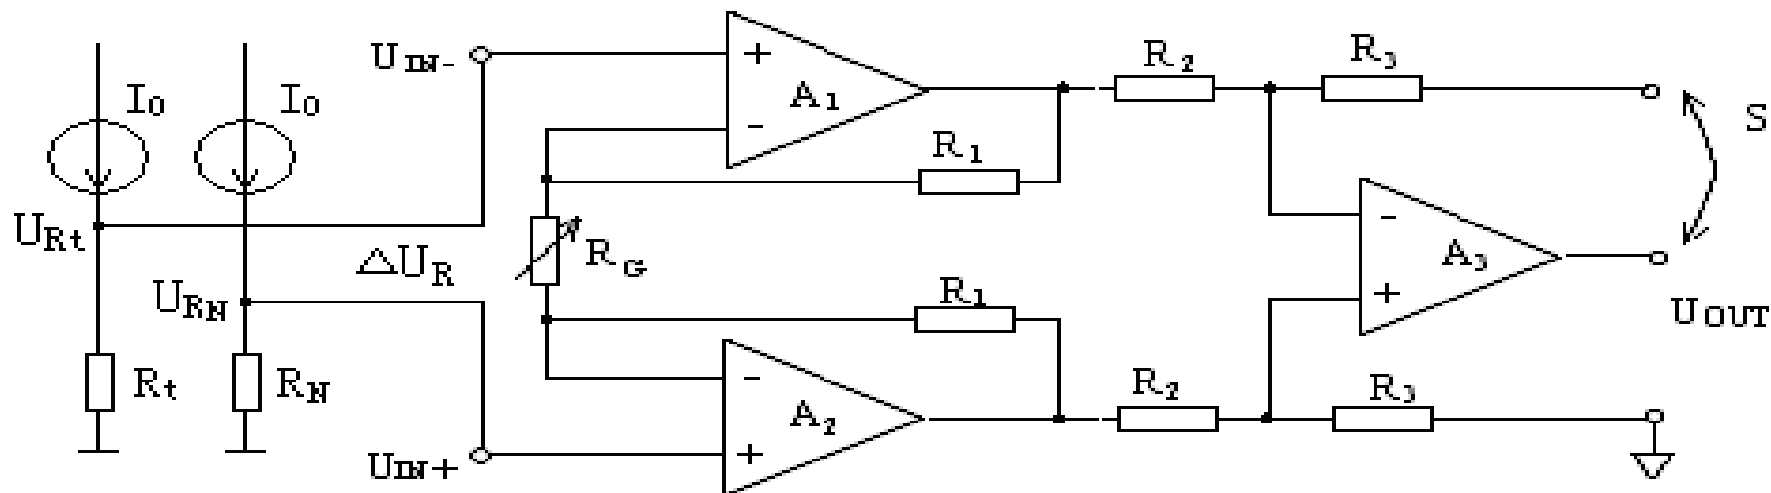 I0
I0
URt
URN
Rt
RN
UIN-
ΔUR
UIN+
+
A1
-
R1
RG
R1
-
A2
+
R2
R3
R2
R3
-
A3
+
S
UOUT